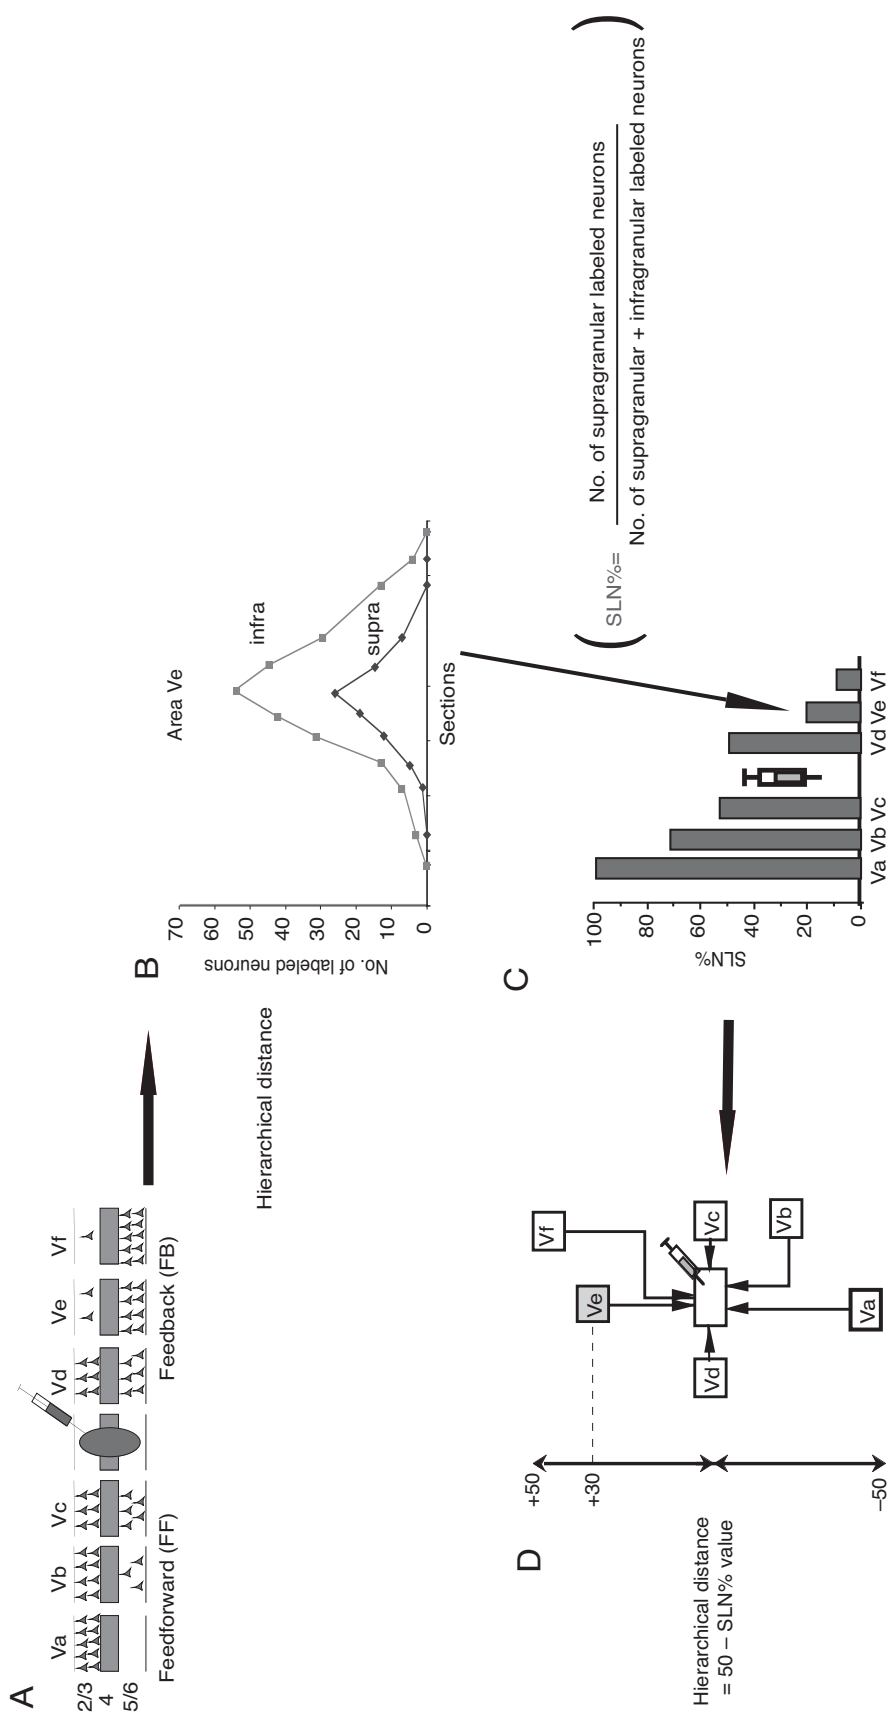 A
Va Vb Vc Vd Ve Vf
2/3
4
5/6
Feedforward (FF) Feedback (FB)
B
Area Ve
No. of labeled neurons
70
60
50
40
30
20
10
0
infra
supra
Sections
Hierarchical distance
C
SLN%
100
80
60
40
20
0
Va Vb Vc Vd Ve Vf
SLN%= No. of supragranular labeled neurons
No. of supragranular + infragranular labeled neurons
D
+50
+30
–50
Hierarchical distance
= 50 – SLN% value
Vf
Ve
Vd
Vc
Vb
Va